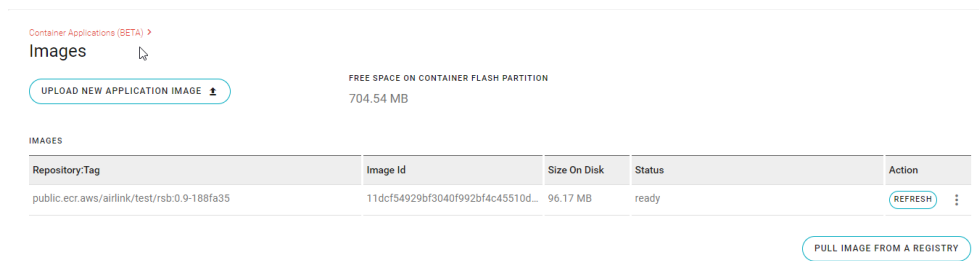 Container Applications (BETA) >
Images
UPLOAD NEW APPLICATION IMAGE
FREE SPACE ON CONTAINER FLASH PARTITION
704.54 MB
IMAGES
Repository:Tag Image Id Size On Disk Status Action
public.ecr.aws/airlink/test/rsb:0.9-188fa35 11dcf54929bf3040f992bf4c45510d... 96.17 MB ready REFRESH
PULL IMAGE FROM A REGISTRY